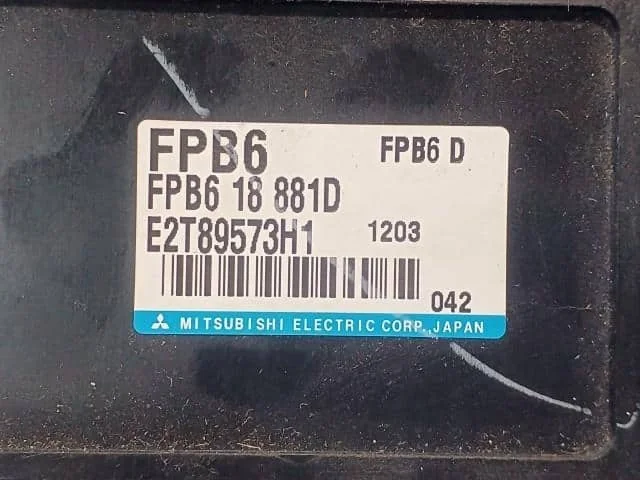 FPB6 FPB6 D
FPB6 18 881D
E2T89573H1 1203
042
MITSUBISHI ELECTRIC CORP., JAPAN